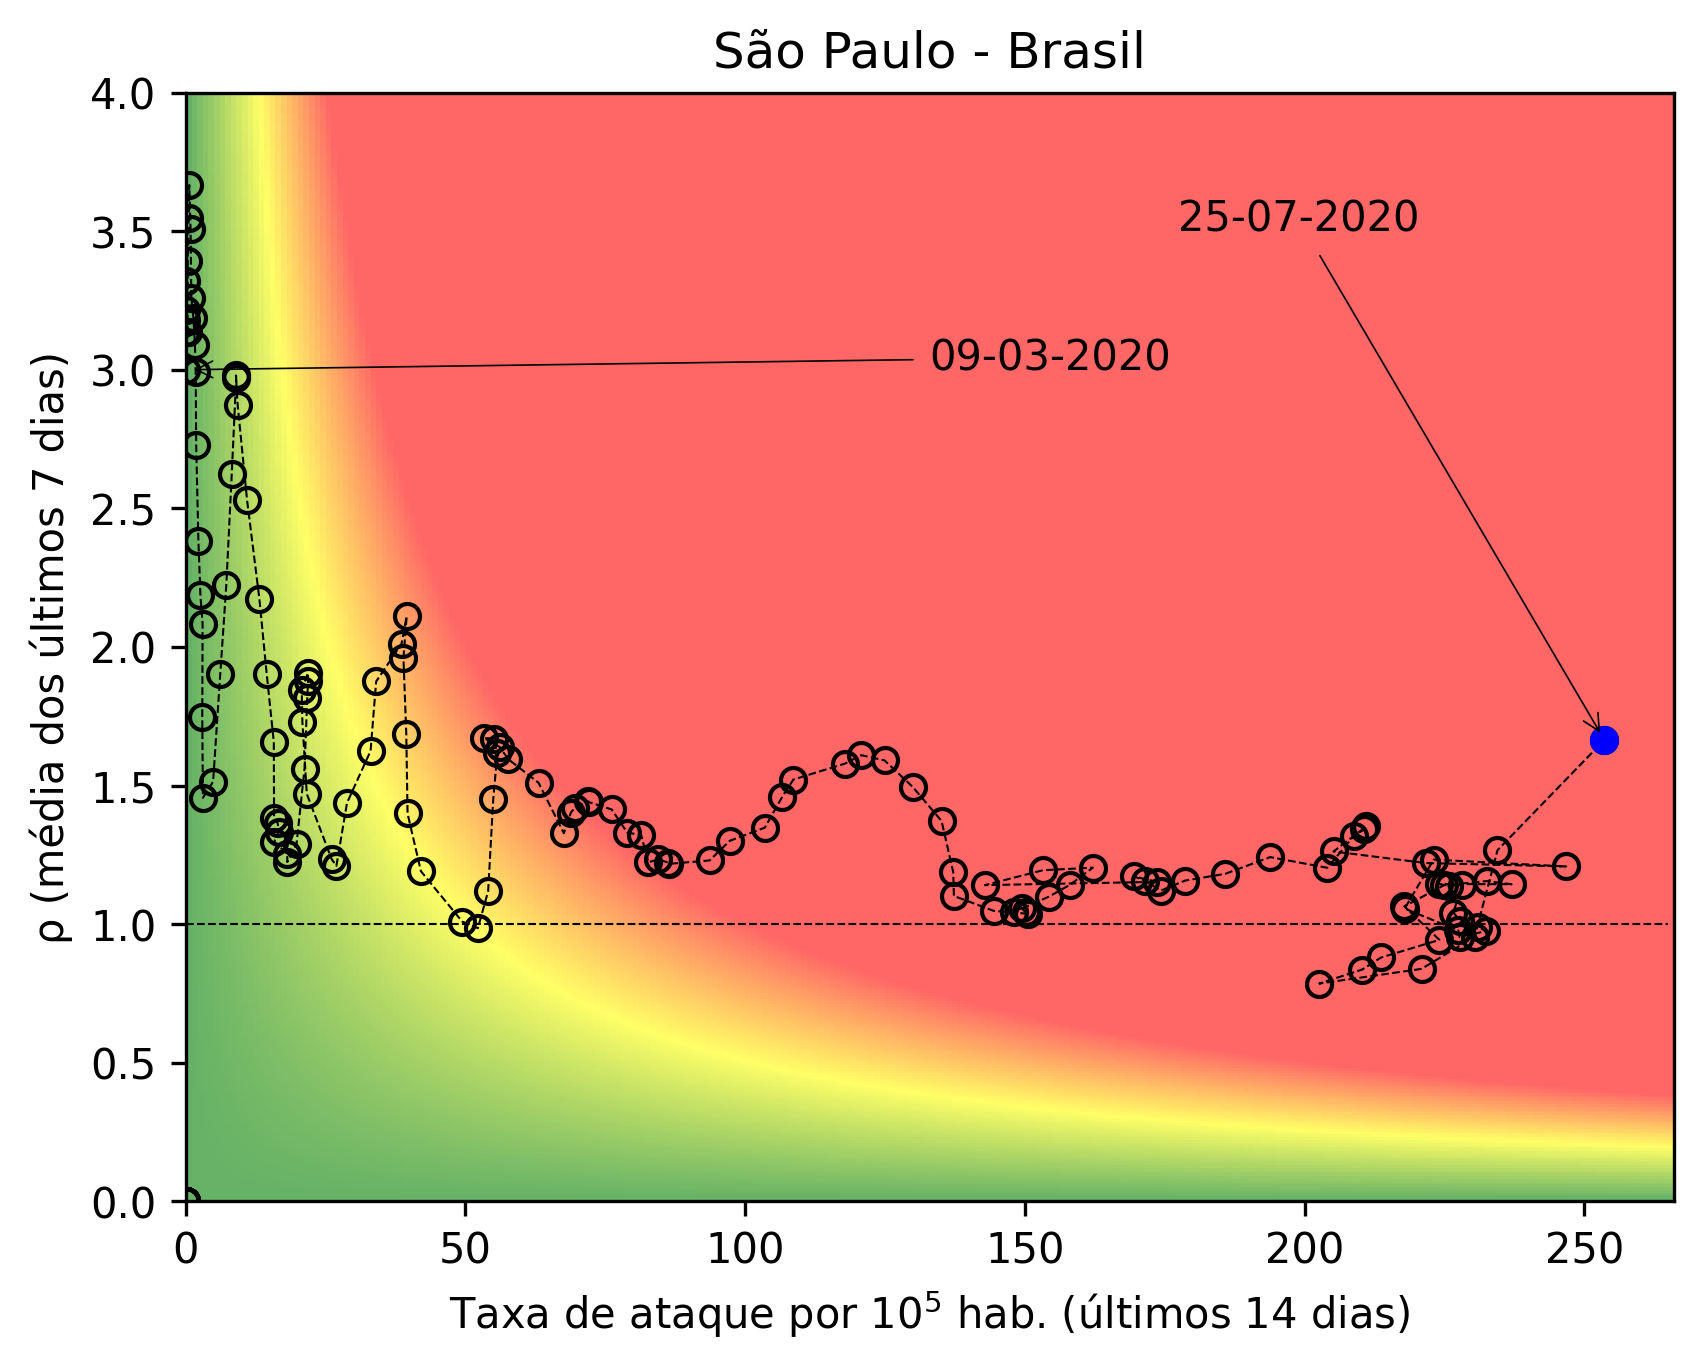 São Paulo - Brasil
4.0
3.5
3.0
2.5
2.0
1.5
1.0
0.5
0.0
ρ (média dos últimos 7 dias)
25-07-2020
09-03-2020
0 50 100 150 200 250
Taxa de ataque por 10⁵ hab. (últimos 14 dias)